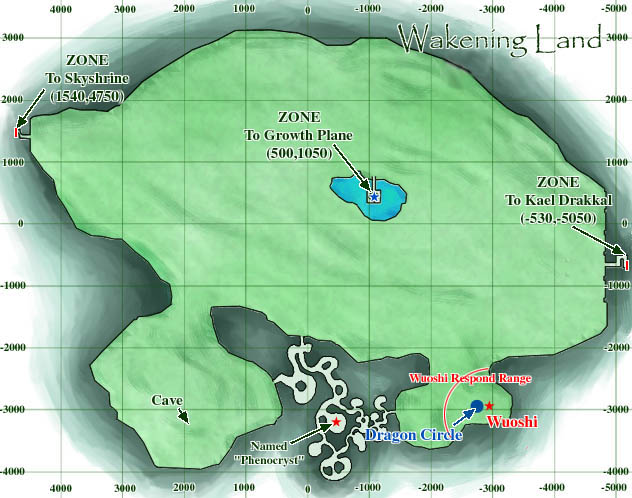 5000 4000 3000 2000 1000 0 -1000 -2000 -3000 -4000 -5000
Wakening Land
3000
3000
ZONE
To Skyshrine
(1540,4750)
2000
2000
ZONE
To Growth Plane
(500,1050)
1000
1000
ZONE
To Kael Drakkal
(-530,-5050)
0
0
-1000
-1000
-2000
-2000
Wuoshi Respond Range
Cave
-3000
-3000
Wuoshi
Dragon Circle
Named
"Phenocryst"
-4000
-4000
5000 4000 3000 2000 1000 0 -1000 -2000 -3000 -4000 -5000